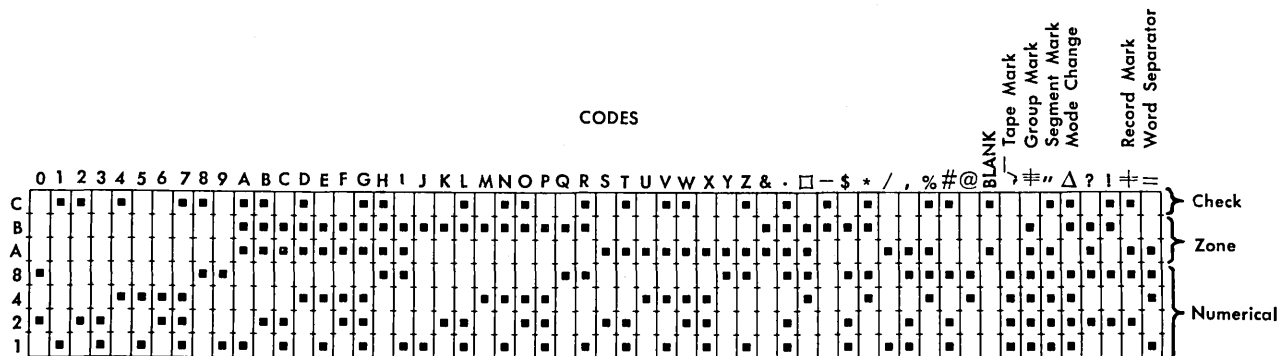 CODES
Tape Mark
Group Mark
Segment Mark
Mode Change
Record Mark
Word Separator
0 1 2 3 4 5 6 7 8 9 A B C D E F G H I J K L M N O P Q R S T U V W X Y Z & · ⌑ — $ * / , % # @ BLANK ⧧ " Δ ? ! ⧧ =
C
B
A
8
4
2
1
Check
Zone
Numerical